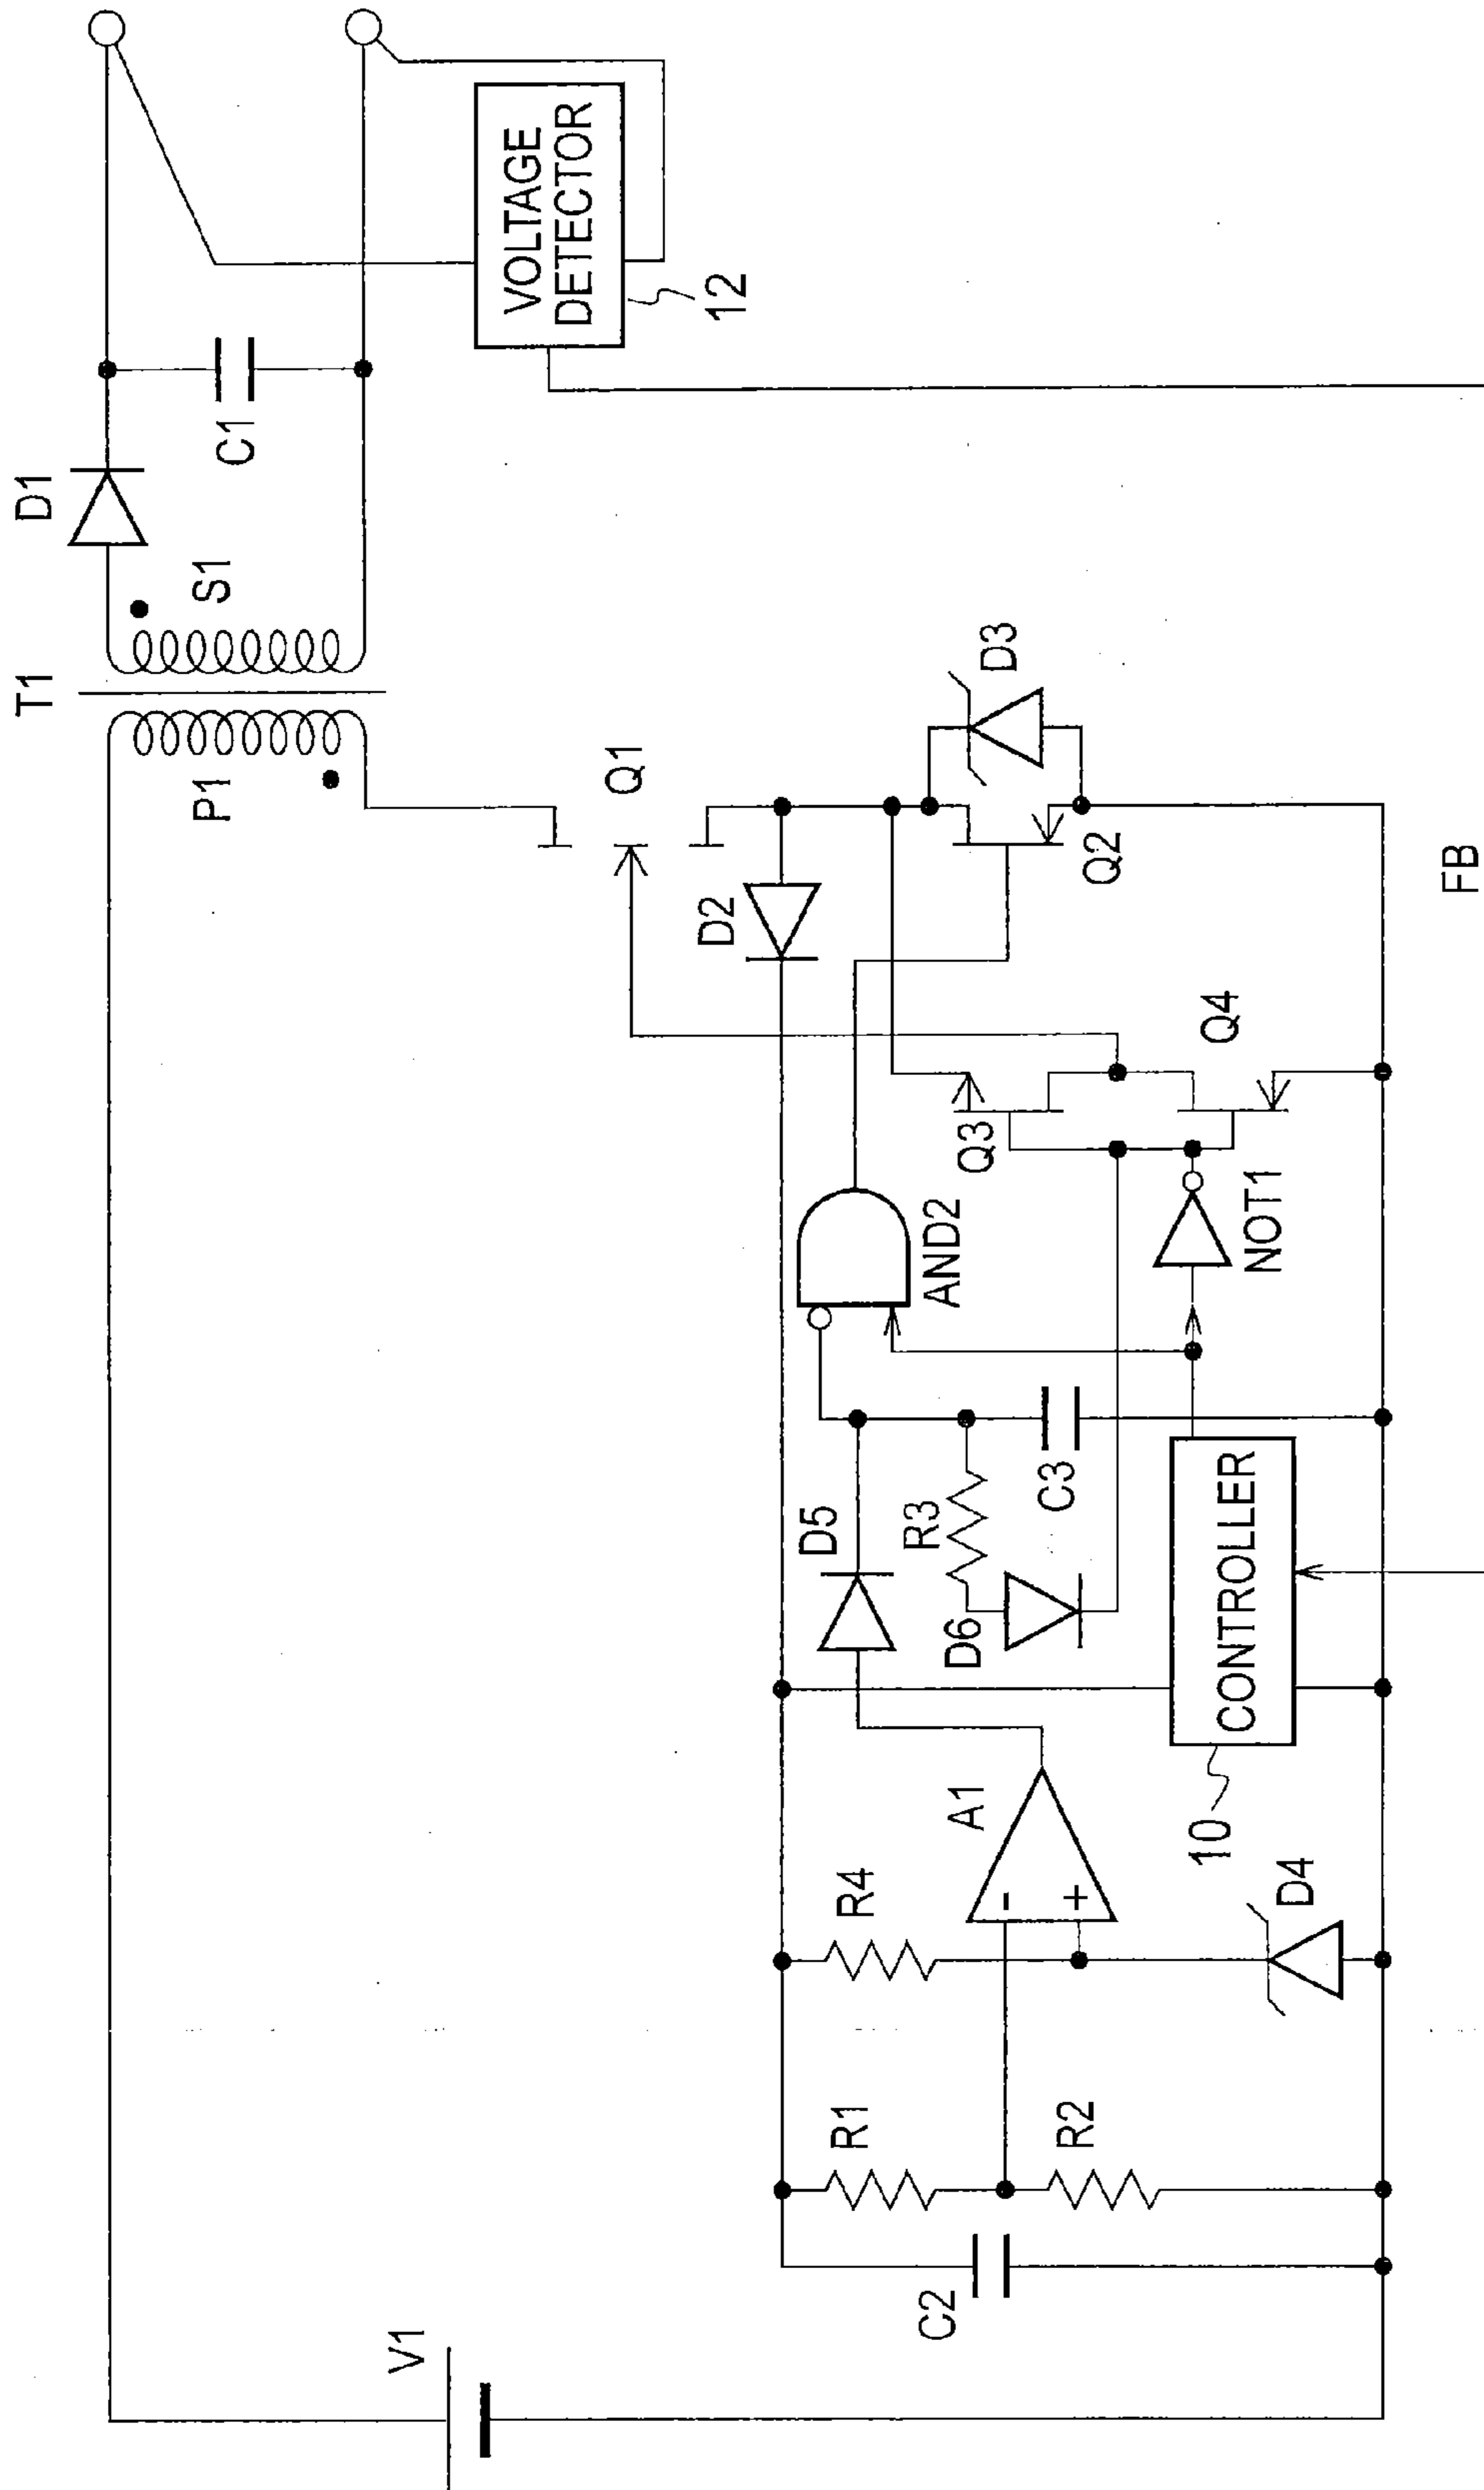 T1
D1
P1
S1
C1
VOLTAGE
DETECTOR
12
V1
Q1
D2
D3
Q2
C2
R1
R2
R4
A1
D4
D5
R3
D6
C3
AND2
Q3
Q4
NOT1
CONTROLLER
10
FB
-
+